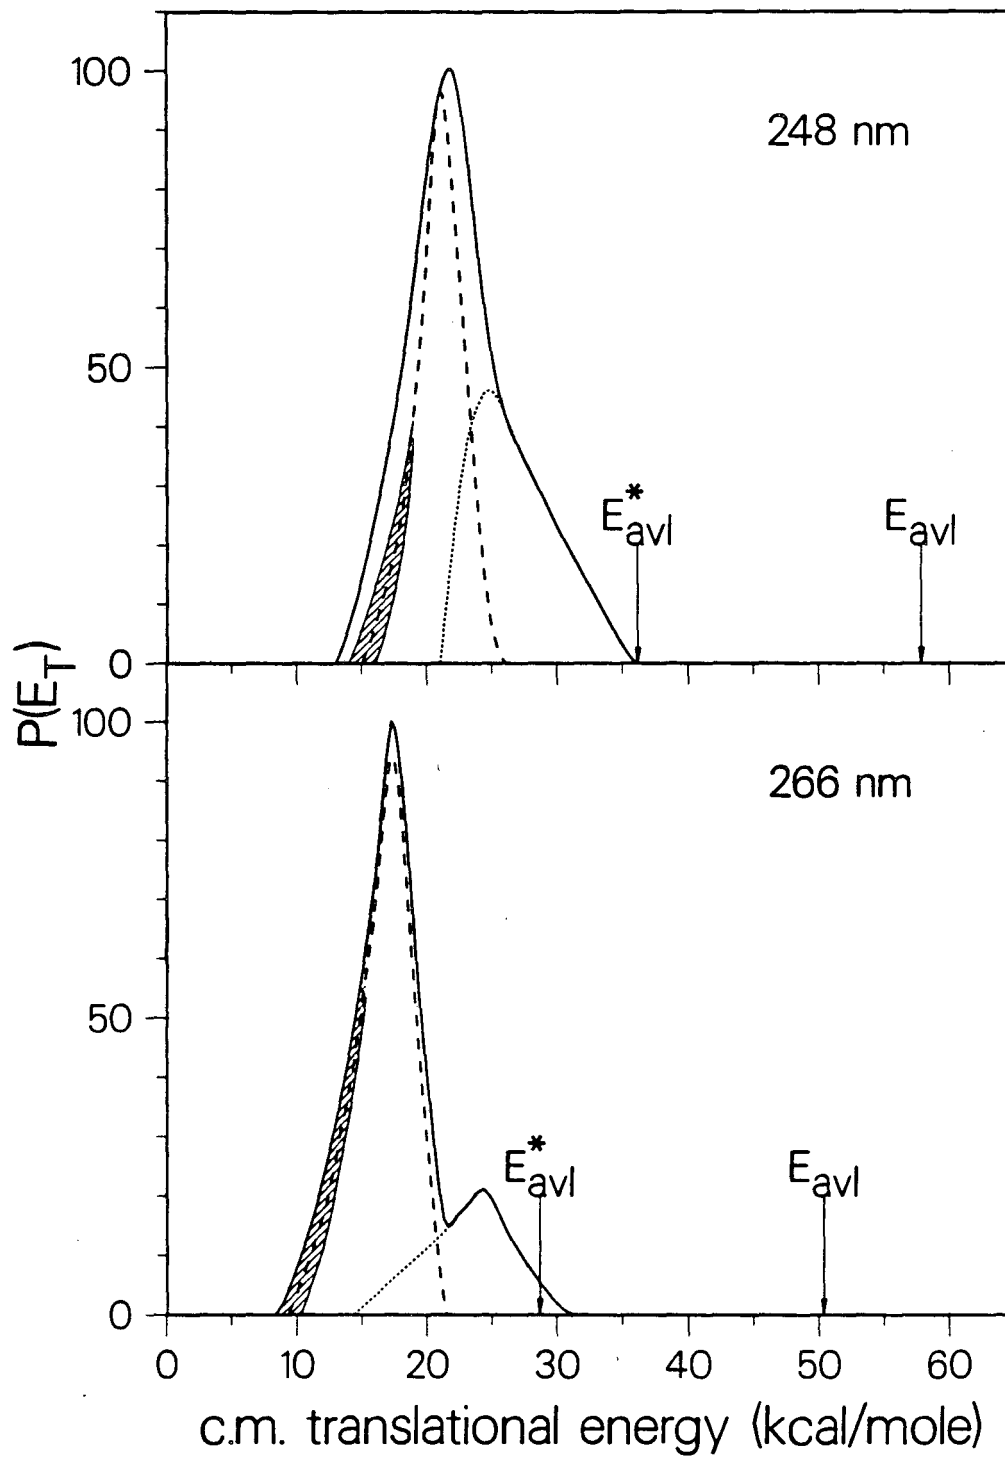 248 nm
100
50
0
E*avl
Eavl
P(E_T)
266 nm
100
50
0
E*avl
Eavl
0 10 20 30 40 50 60
c.m. translational energy (kcal/mole)